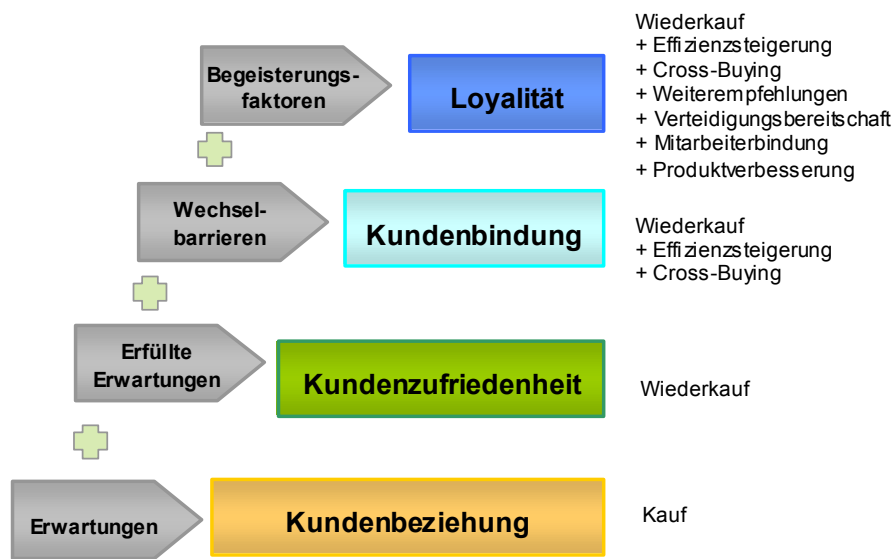 Begeisterungs-
faktoren
Loyalität
Wiederkauf
+ Effizienzsteigerung
+ Cross-Buying
+ Weiterempfehlungen
+ Verteidigungsbereitschaft
+ Mitarbeiterbindung
+ Produktverbesserung
Wechsel-
barrieren
Kundenbindung
Wiederkauf
+ Effizienzsteigerung
+ Cross-Buying
Erfüllte
Erwartungen
Kundenzufriedenheit
Wiederkauf
Erwartungen
Kundenbeziehung
Kauf